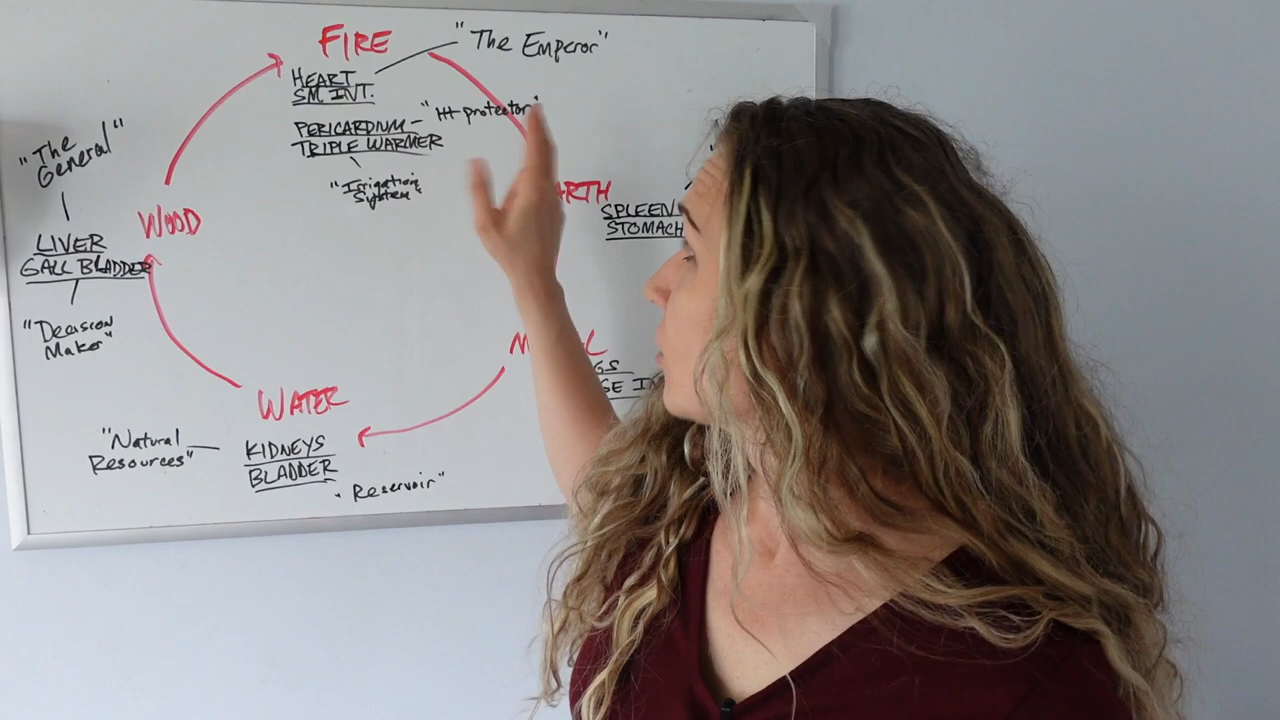 FIRE
"The Emperor"
HEART
SM INT.
PERICARDIUM - "Ht protector"
TRIPLE WARMER
"Irrigation
System"
"The
General"
WOOD
LIVER
GALL BLADDER
"Decision
Maker"
SPLEEN
STOMACH
WATER
KIDNEYS
BLADDER
"Natural
Resources"
"Reservoir"